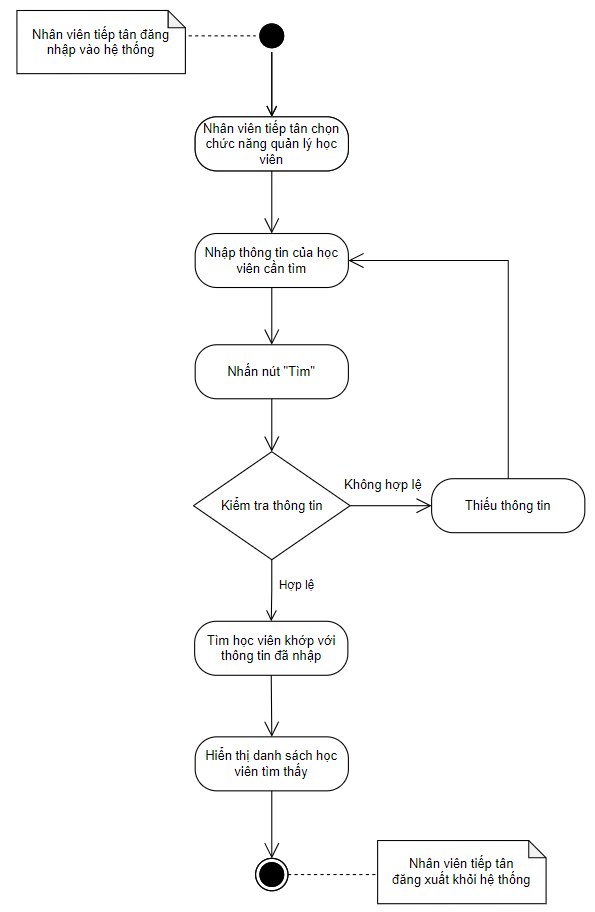 Nhân viên tiếp tân đăng
nhập vào hệ thống
Nhân viên tiếp tân chọn
chức năng quản lý học
viên
Nhập thông tin của học
viên cần tìm
Nhấn nút "Tìm"
Kiểm tra thông tin
Không hợp lệ
Thiếu thông tin
Hợp lệ
Tìm học viên khớp với
thông tin đã nhập
Hiển thị danh sách học
viên tìm thấy
Nhân viên tiếp tân
đăng xuất khỏi hệ thống